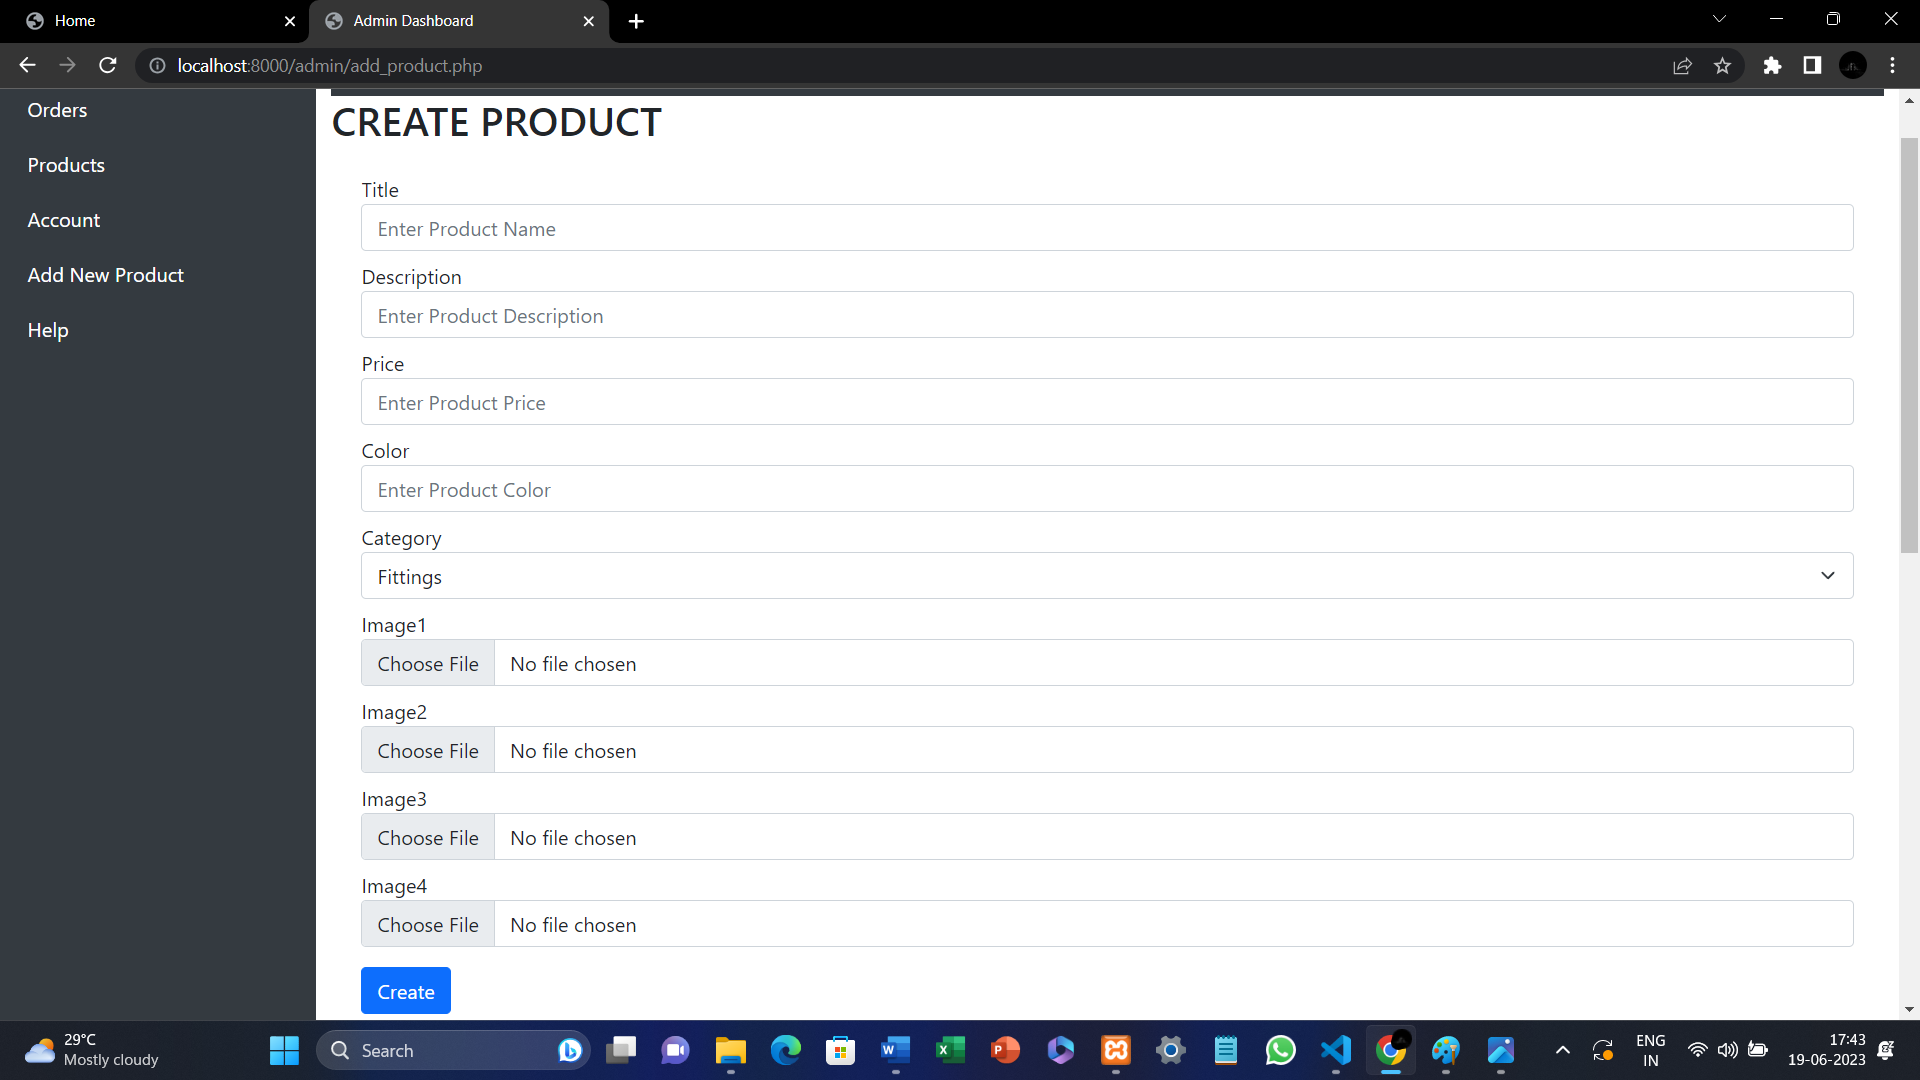 Home
Admin Dashboard
localhost:8000/admin/add_product.php
Orders
Products
Account
Add New Product
Help
CREATE PRODUCT
Title
Enter Product Name
Description
Enter Product Description
Price
Enter Product Price
Color
Enter Product Color
Category
Fittings
Image1
Choose File No file chosen
Image2
Choose File No file chosen
Image3
Choose File No file chosen
Image4
Choose File No file chosen
Create
29°C
Mostly cloudy
Search
ENG
IN
17:43
19-06-2023